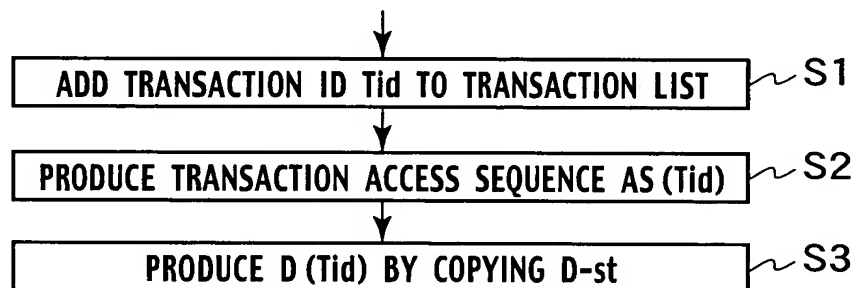 ADD TRANSACTION ID Tid TO TRANSACTION LIST S1
PRODUCE TRANSACTION ACCESS SEQUENCE AS (Tid) S2
PRODUCE D (Tid) BY COPYING D-st S3